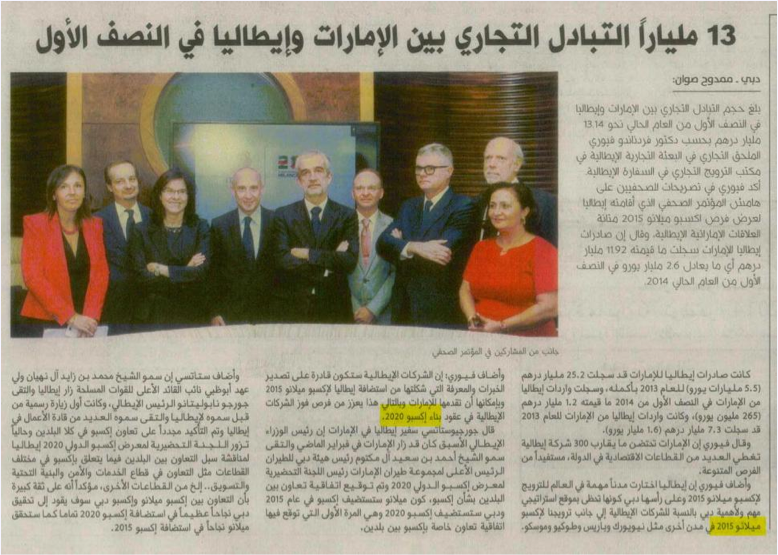 13 ملياراً التبادل التجاري بين الإمارات وإيطاليا في النصف الأول
دبي ـ ممدوح صوان:
بلغ حجم التبادل التجاري بين الإمارات وإيطاليا
في النصف الأول من العام الحالي نحو 13.14
مليار درهم بحسب دكتور فردناندو فيوري
الملحق التجاري في البعثة التجارية الإيطالية في
مكتب الترويج التجاري في السفارة الإيطالية.
أكد فيوري في تصريحات للصحفيين على
هامش المؤتمر الصحفي الذي أقامته إيطاليا
لعرض فرص اكسبو ميلانو 2015 متانة
العلاقات الإماراتية الإيطالية، وقال إن صادرات
إيطاليا الإمارات سجلت ما قيمته 11.92 مليار
درهم أي ما يعادل 2.6 مليار يورو في النصف
الأول من العام الحالي 2014.
جانب من المشاركين في المؤتمر الصحفي
كانت صادرات إيطاليا للإمارات قد سجلت 25.2 مليار درهم
(5.5 مليارات يورو) للعام 2013 بأكمله، وسجلت واردات إيطاليا
من الإمارات في النصف الأول من 2014 ما قيمته 1.2 مليار درهم
(265 مليون يورو)، وكانت واردات إيطاليا من الإمارات للعام 2013
قد سجلت 7.3 مليار درهم (1.6 مليار يورو).
وقال فيوري إن الإمارات تحتضن ما يقارب 300 شركة إيطالية
تغطي العديد من القطاعات الاقتصادية في الدولة، مستفيداً من
الفرص المتنوعة.
وأضاف فيوري إن إيطاليا اختارت مدناً مهمة في العالم للترويج
لإكسبو ميلانو 2015 وعلى رأسها دبي كونها تحظى بموقع استراتيجي
مهم ولأهمية دبي بالنسبة للشركات الإيطالية إلى جانب ترويجنا لإكسبو
ميلانو 2015 في مدن أخرى مثل نيويورك وباريس وطوكيو وموسكو.
وأضاف فيوري: إن الشركات الإيطالية ستكون قادرة على تصدير
الخبرات والمعرفة التي شكلتها من استضافة إيطاليا لإكسبو ميلانو 2015
وبإمكانها أن تقدمها للإمارات وبالتالي هذا يعزز من فرص فوز الشركات
الإيطالية في عقود بناء إكسبو 2020.
قال جورجيوستاتسي سفير إيطاليا في الإمارات إن رئيس الوزراء
الإيطالي الأسبق كان قد زار الإمارات في فبراير الماضي والتقى
سمو الشيخ أحمد بن سعيد آل مكتوم رئيس هيئة دبي للطيران
الرئيس الأعلى لمجموعة طيران الإمارات رئيس اللجنة التحضيرية
لمعرض إكسبو الدولي 2020 وتم توقيع اتفاقية تعاون بين
البلدين بشأن إكسبو، كون ميلانو ستستضيف إكسبو في عام 2015
ودبي ستستضيف إكسبو 2020 وهي المرة الأولى التي توقع فيها
اتفاقية تعاون خاصة بإكسبو بين بلدين.
وأضاف ستاتسي إن سمو الشيخ محمد بن زايد آل نهيان ولي
عهد أبوظبي نائب القائد الأعلى للقوات المسلحة زار إيطاليا والتقى
جورجو نابوليتانو الرئيس الإيطالي، وكانت أول زيارة رسمية من
قبل سموه لإيطاليا والتقى سموه العديد من قادة الأعمال في
إيطاليا وتم التأكيد مجدداً على تعاون إكسبو في كلا البلدين وحالياً
تزور اللجنة التحضيرية لمعرض إكسبو الدولي 2020 إيطاليا
لمناقشة سبل التعاون بين البلدين فيما يتعلق بإكسبو في مختلف
القطاعات مثل التعاون في قطاع الخدمات والأمن والبنية التحتية
والتسويق.. إلخ من القطاعات الأخرى، مؤكداً أنه على ثقة كبيرة
بأن التعاون بين إكسبو ميلانو وإكسبو دبي سوف يقود إلى تحقيق
دبي نجاحاً عظيماً في استضافة إكسبو 2020 تماما كما ستحقق
ميلانو نجاحاً في استضافة إكسبو 2015.